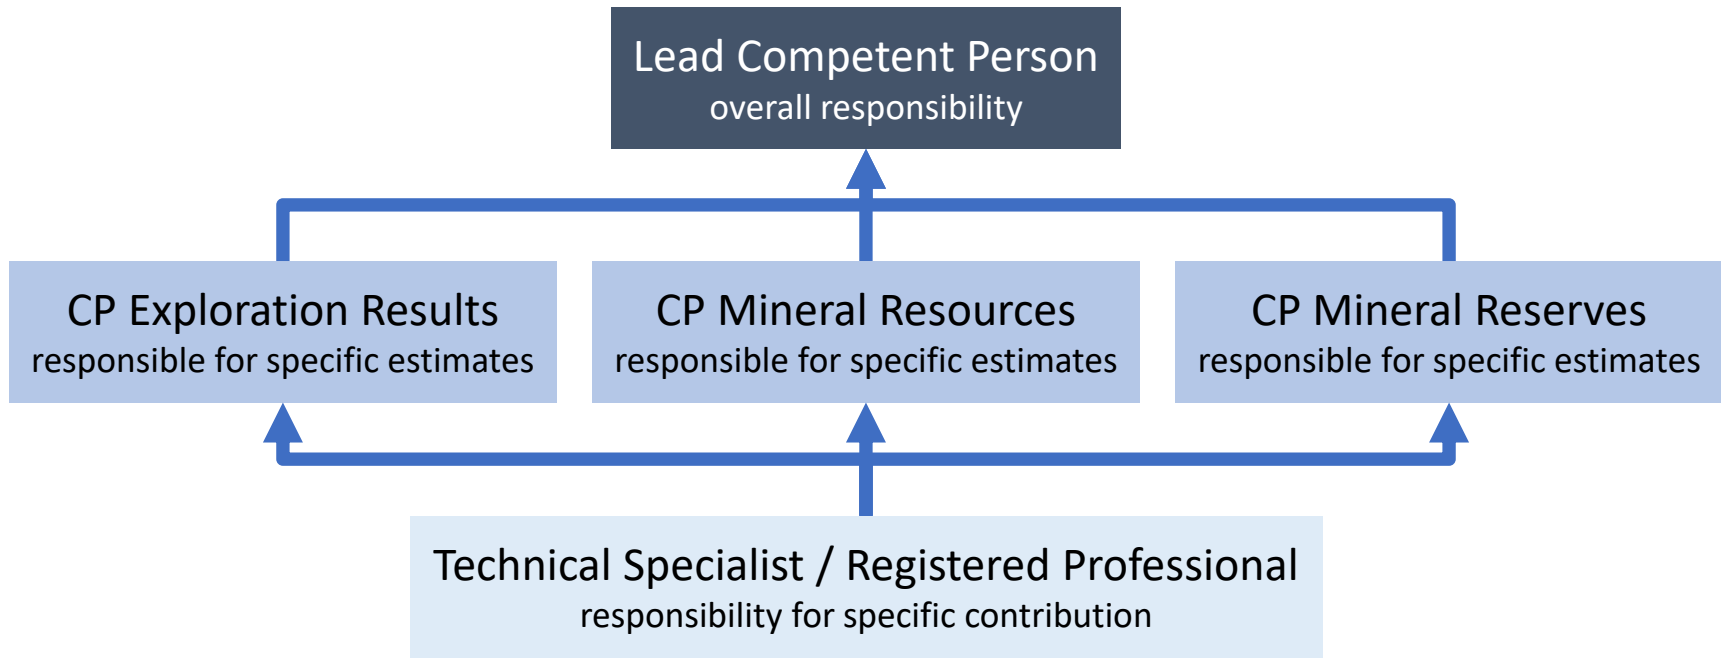 Lead Competent Person
overall responsibility
CP Exploration Results
responsible for specific estimates
CP Mineral Resources
responsible for specific estimates
CP Mineral Reserves
responsible for specific estimates
Technical Specialist / Registered Professional
responsibility for specific contribution